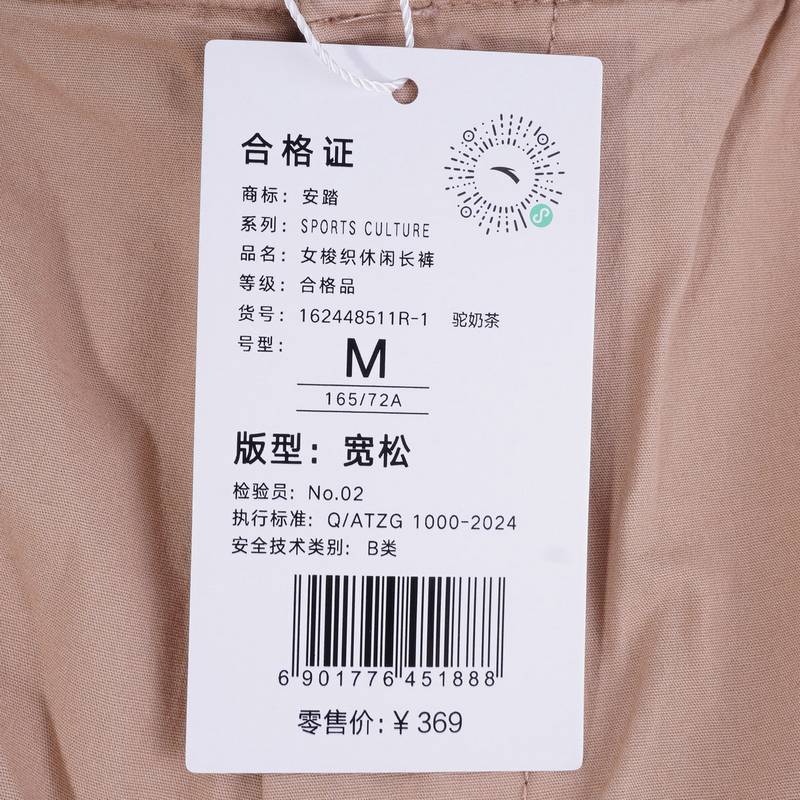 合格证
商标：安踏
系列：SPORTS CULTURE
品名：女梭织休闲长裤
等级：合格品
货号：162448511R-1 驼奶茶
号型：M
165/72A
版型：宽松
检验员：No.02
执行标准：Q/ATZG 1000-2024
安全技术类别：B类
6 901776 451888
零售价：¥ 369